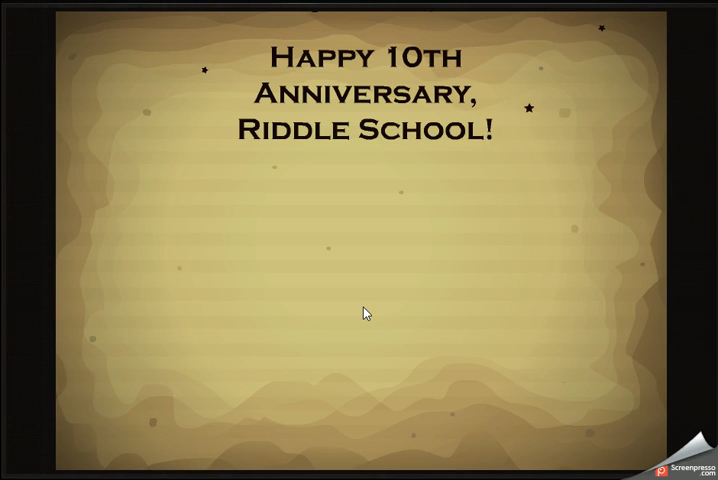 Happy 10th
Anniversary,
Riddle School!
Screenpresso
.com